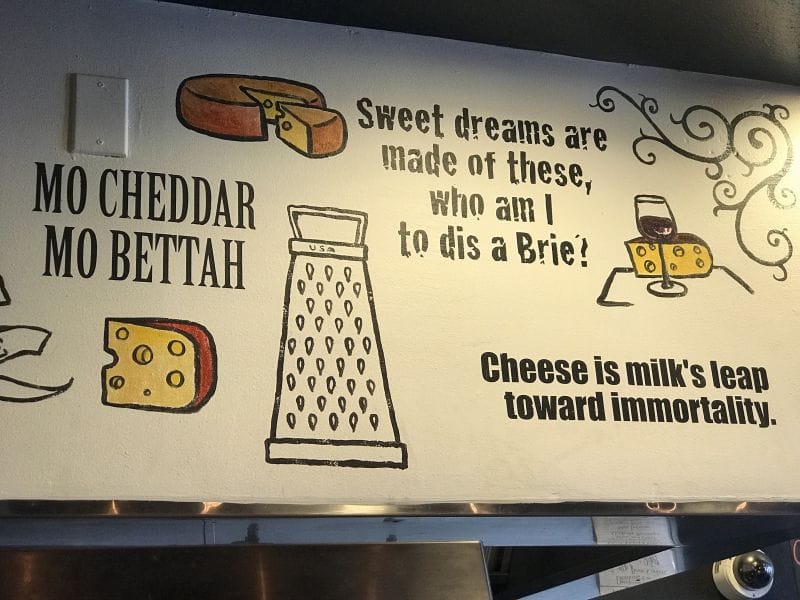 MO CHEDDAR
MO BETTAH
Sweet dreams are
made of these,
who am I
to dis a Brie?
USA
Cheese is milk's leap
toward immortality.